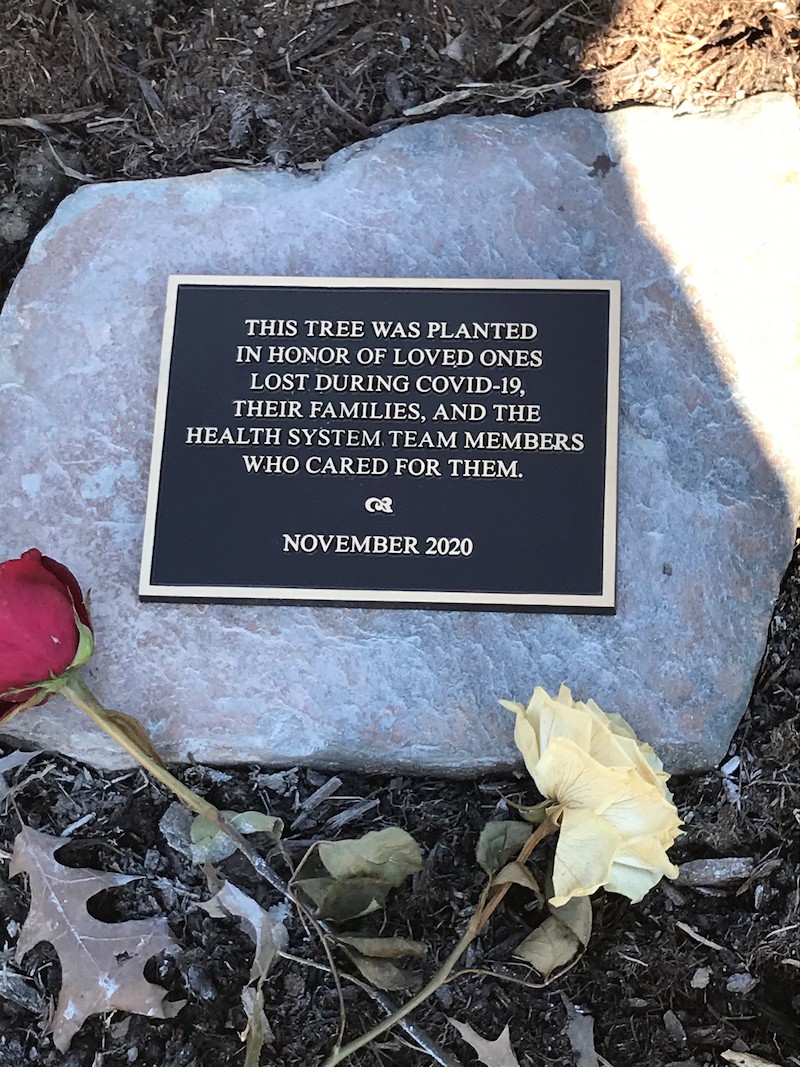 THIS TREE WAS PLANTED
IN HONOR OF LOVED ONES
LOST DURING COVID-19,
THEIR FAMILIES, AND THE
HEALTH SYSTEM TEAM MEMBERS
WHO CARED FOR THEM.
NOVEMBER 2020